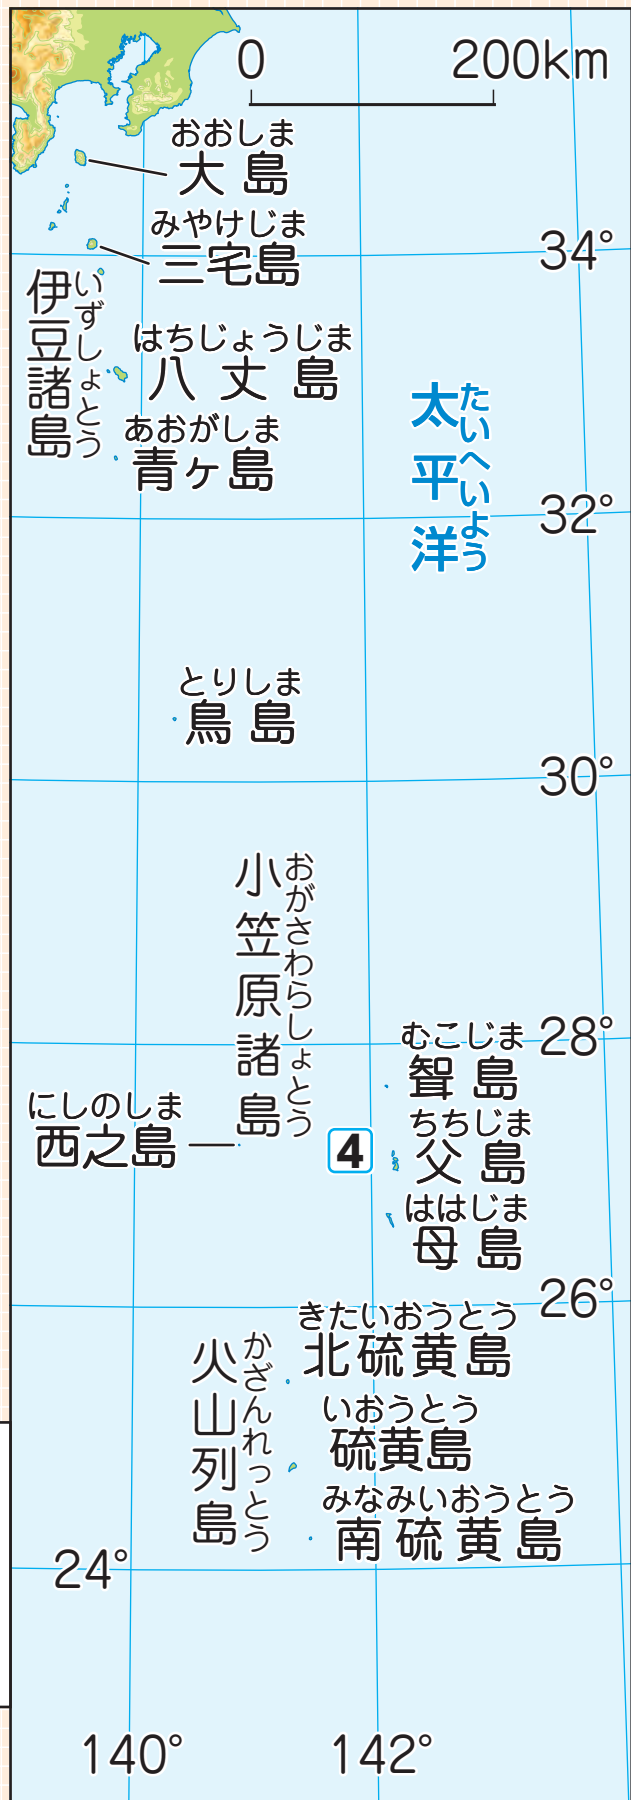 0 200km
おおしま
大島
みやけじま
三宅島
34°
いずしょとう
伊豆諸島
はちじょうじま
八丈島
あおがしま
青ヶ島
たいへいよう
太平洋
32°
とりしま
鳥島
30°
おがさわらしょとう
小笠原諸島
むこじま
聟島
28°
にしのしま
西之島
4
ちちじま
父島
ははじま
母島
26°
きたいおうとう
北硫黄島
かざんれっとう
火山列島
いおうとう
硫黄島
みなみいおうとう
南硫黄島
24°
140° 142°